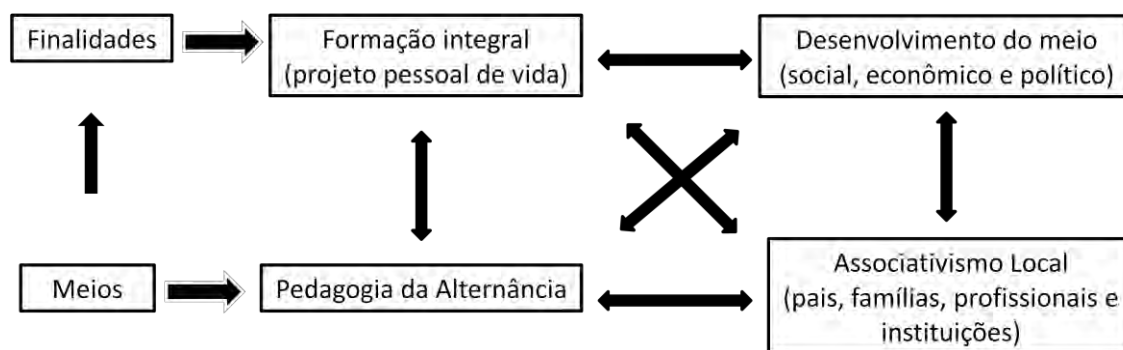 Finalidades
Formação integral
(projeto pessoal de vida)
Desenvolvimento do meio
(social, econômico e político)
Meios
Pedagogia da Alternância
Associativismo Local
(pais, famílias, profissionais e
instituições)